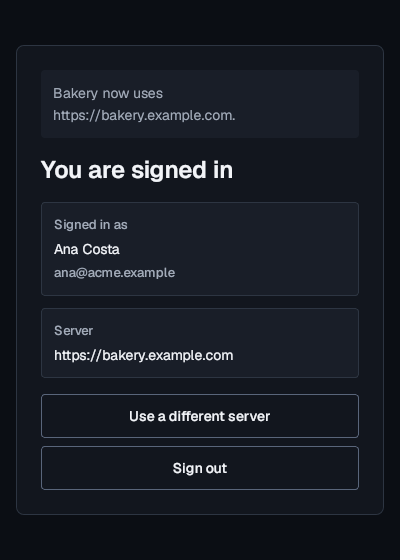 Bakery now uses
https://bakery.example.com.
You are signed in
Signed in as
Ana Costa
ana@acme.example
Server
https://bakery.example.com
Use a different server
Sign out